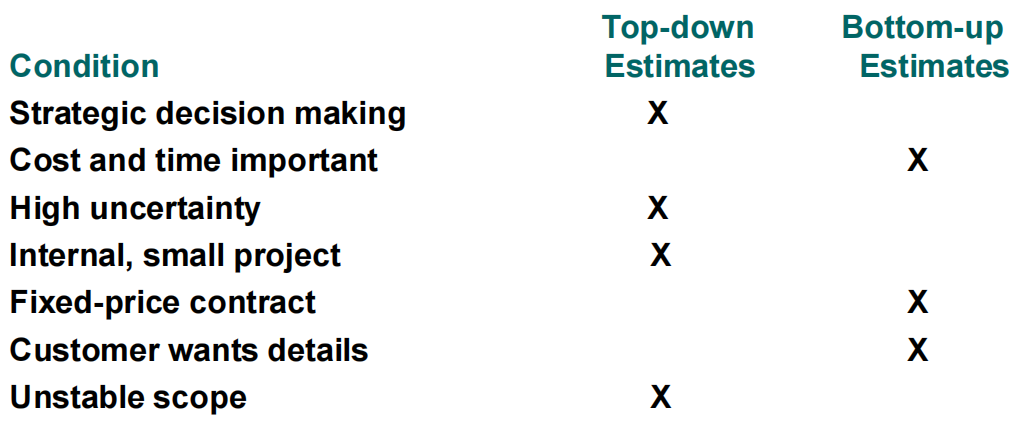 Top-down Bottom-up
Condition Estimates Estimates
Strategic decision making X
Cost and time important X
High uncertainty X
Internal, small project X
Fixed-price contract X
Customer wants details X
Unstable scope X